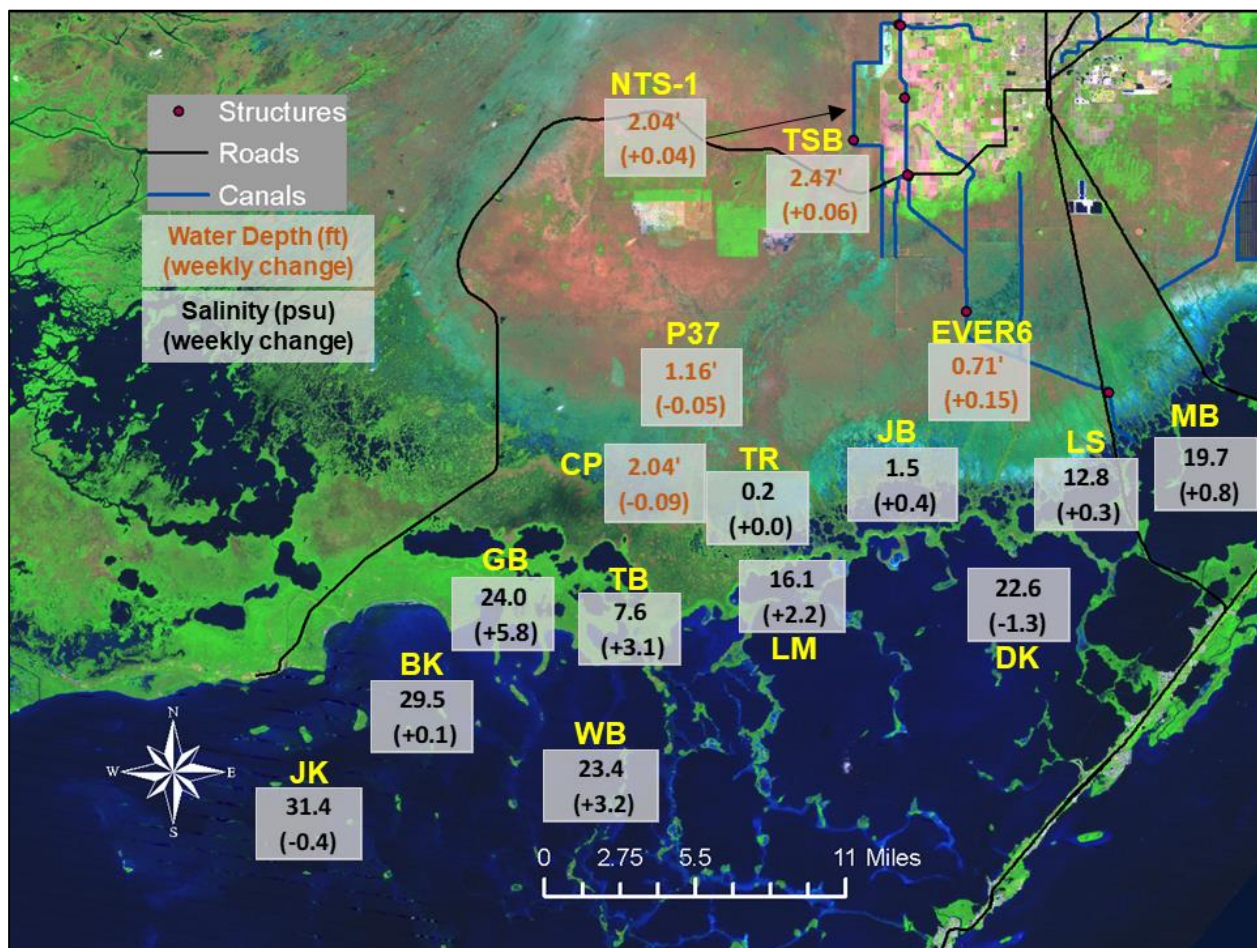 NTS-1
2.04'
(+0.04)
TSB
2.47'
(+0.06)
Structures
Roads
Canals
Water Depth (ft)
(weekly change)
Salinity (psu)
(weekly change)
P37
1.16'
(-0.05)
EVER6
0.71'
(+0.15)
CP
2.04'
(-0.09)
TR
0.2
(+0.0)
JB
1.5
(+0.4)
LS
12.8
(+0.3)
MB
19.7
(+0.8)
GB
24.0
(+5.8)
TB
7.6
(+3.1)
16.1
(+2.2)
LM
22.6
(-1.3)
DK
BK
29.5
(+0.1)
WB
23.4
(+3.2)
JK
31.4
(-0.4)
N
W E
S
0 2.75 5.5 11 Miles